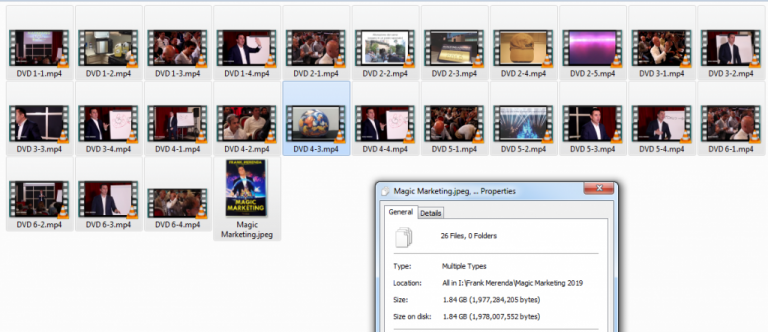 DVD 1-1.mp4
DVD 1-2.mp4
DVD 1-3.mp4
DVD 1-4.mp4
DVD 2-1.mp4
DVD 2-2.mp4
DVD 2-3.mp4
DVD 2-4.mp4
DVD 2-5.mp4
DVD 3-1.mp4
DVD 3-2.mp4
DVD 3-3.mp4
DVD 3-4.mp4
DVD 4-1.mp4
DVD 4-2.mp4
DVD 4-3.mp4
DVD 4-4.mp4
DVD 5-1.mp4
DVD 5-2.mp4
DVD 5-3.mp4
DVD 5-4.mp4
DVD 6-1.mp4
FRANK MERENDA
MAGIC
MARKETING
DVD 6-2.mp4
DVD 6-3.mp4
DVD 6-4.mp4
Magic
Marketing.jpeg
Magic Marketing.jpeg, ... Properties
General
Details
26 Files, 0 Folders
Type: Multiple Types
Location: All in I:\Frank Merenda\Magic Marketing 2019
Size: 1.84 GB (1,977,284,205 bytes)
Size on disk: 1.84 GB (1,978,007,552 bytes)